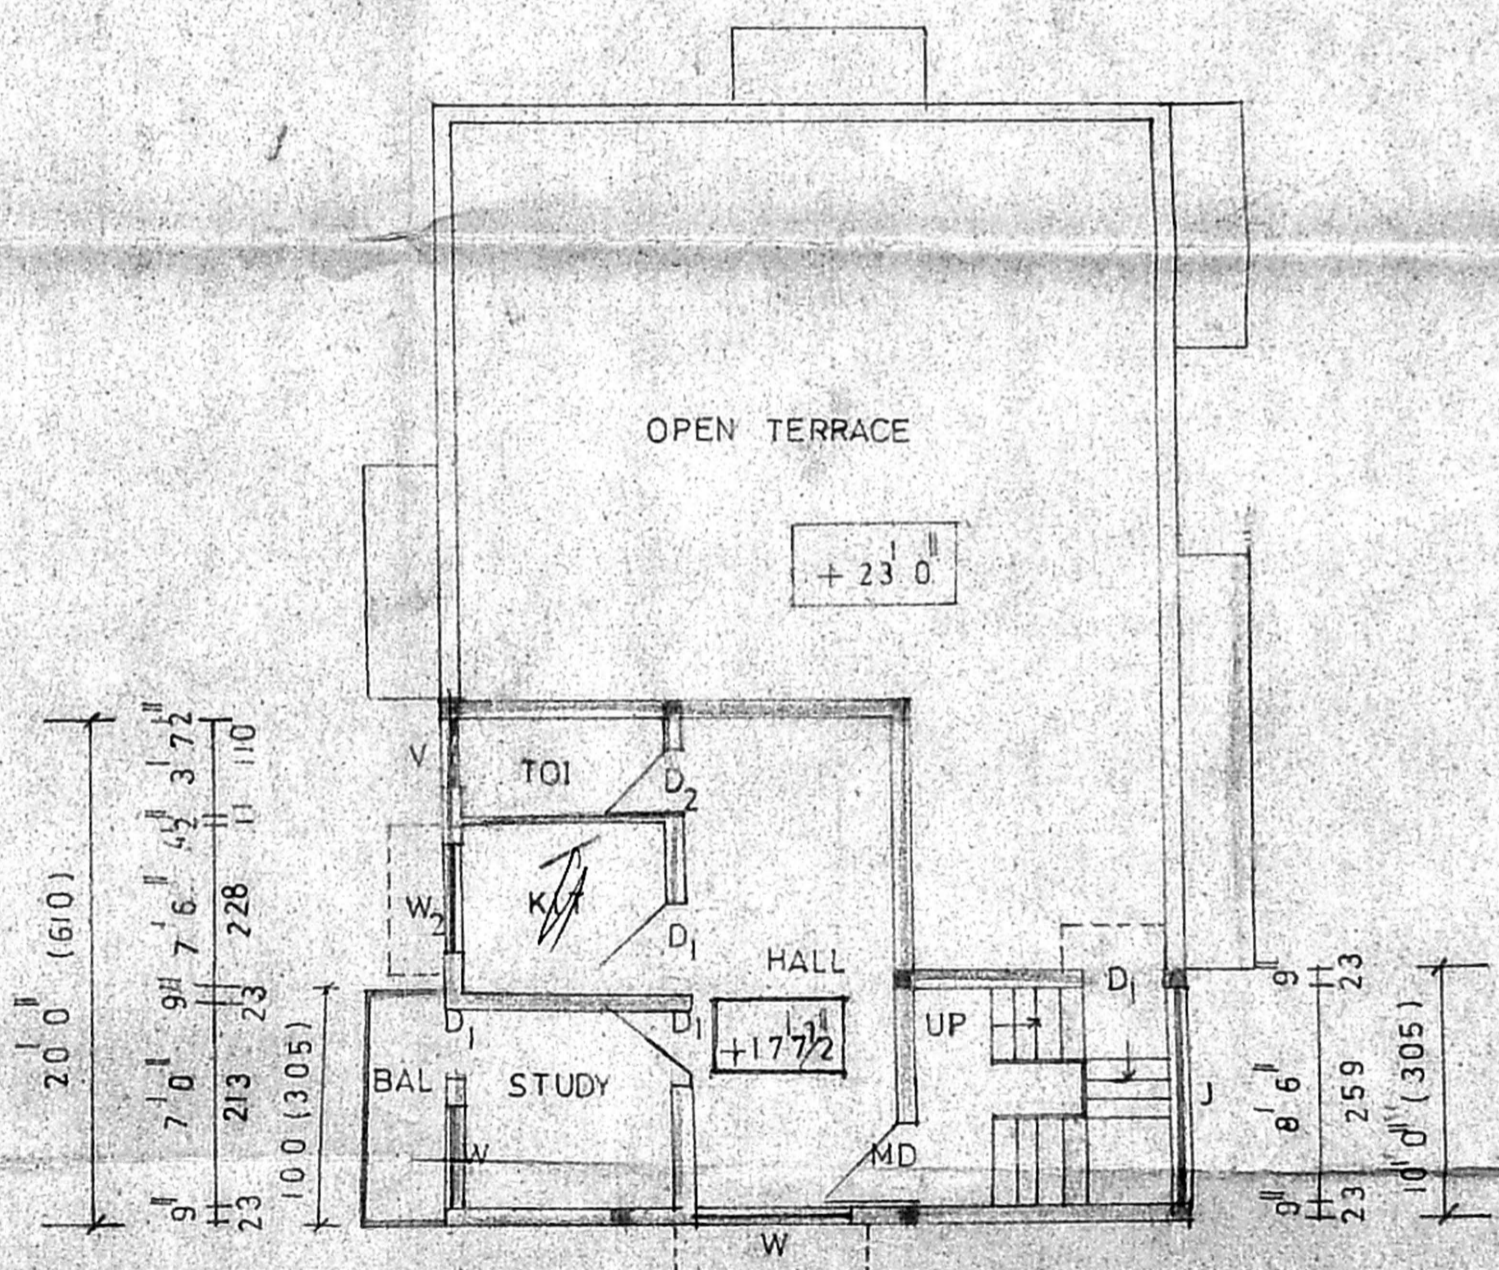 OPEN TERRACE
+ 23' 0"
V
TOI
D2
W2
KIT
D1
HALL
D1
D1
D1
UP
+17'7½"
BAL
STUDY
W
MD
J
W
20' 0" (610)
3' 7½"
110
4½"
11
7' 6"
228
9"
23
7' 0"
213
9"
23
10 0 (305)
9"
23
8' 6"
259
9"
23
10' 0" (305)